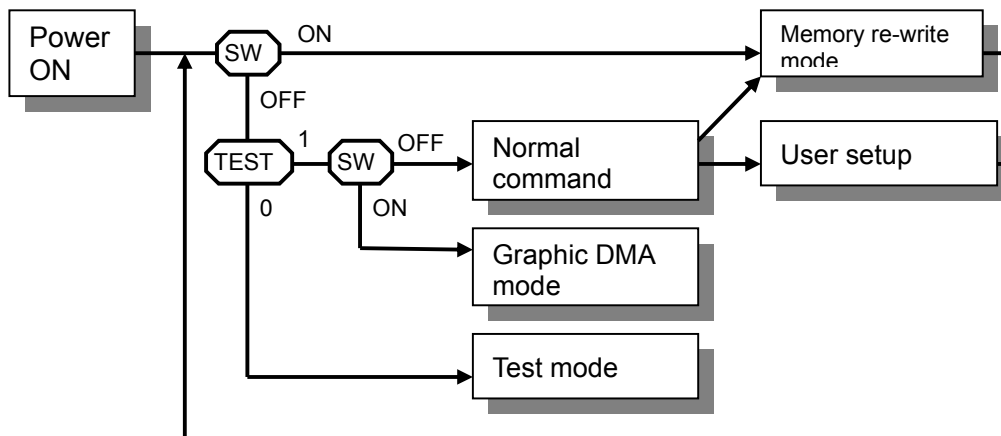 Power
ON
SW
ON
Memory re-write
mode
OFF
TEST
1
SW
OFF
Normal
command
User setup
0
ON
Graphic DMA
mode
Test mode